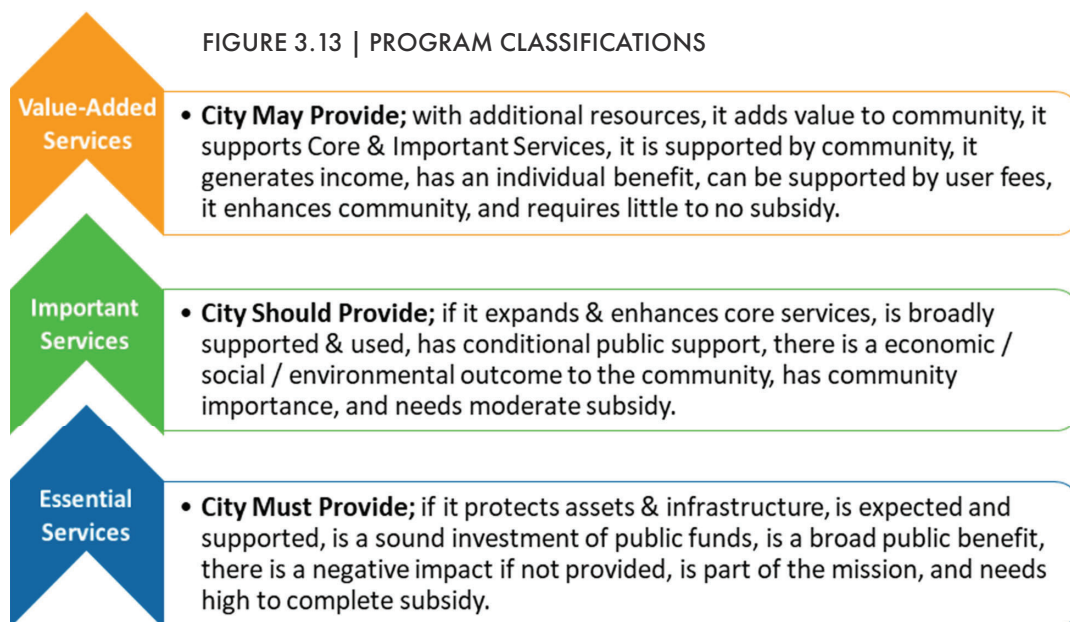 FIGURE 3.13 | PROGRAM CLASSIFICATIONS
Value-Added
Services
• City May Provide; with additional resources, it adds value to community, it
supports Core & Important Services, it is supported by community, it
generates income, has an individual benefit, can be supported by user fees,
it enhances community, and requires little to no subsidy.
Important
Services
• City Should Provide; if it expands & enhances core services, is broadly
supported & used, has conditional public support, there is a economic /
social / environmental outcome to the community, has community
importance, and needs moderate subsidy.
Essential
Services
• City Must Provide; if it protects assets & infrastructure, is expected and
supported, is a sound investment of public funds, is a broad public benefit,
there is a negative impact if not provided, is part of the mission, and needs
high to complete subsidy.